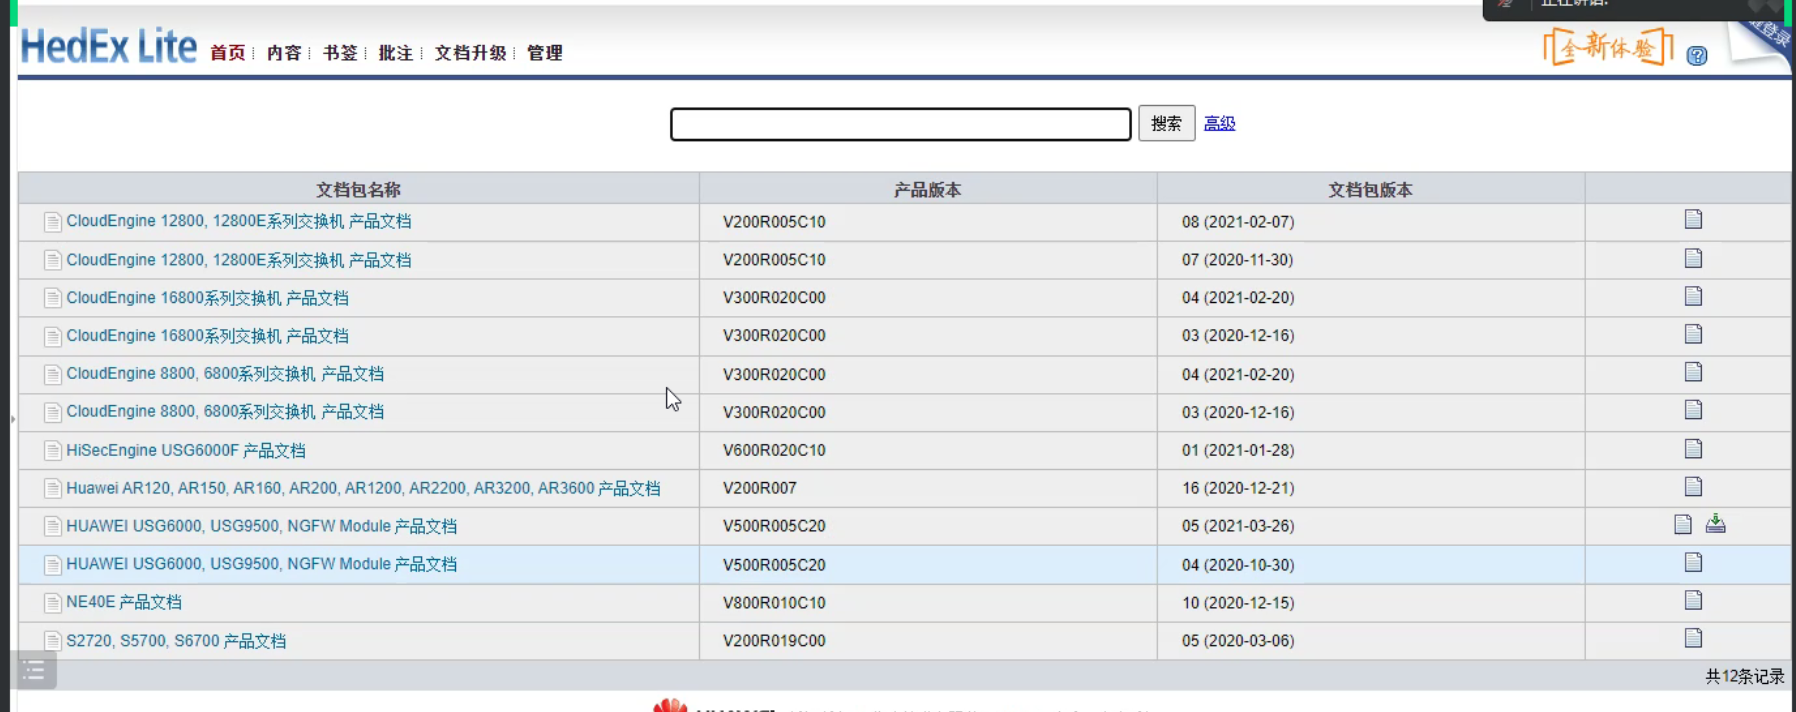 正在讲话:
HedEx Lite 首页 内容 书签 批注 文档升级 管理
全新体验
登录
搜索 高级
文档包名称 产品版本 文档包版本
CloudEngine 12800, 12800E系列交换机 产品文档 V200R005C10 08 (2021-02-07)
CloudEngine 12800, 12800E系列交换机 产品文档 V200R005C10 07 (2020-11-30)
CloudEngine 16800系列交换机 产品文档 V300R020C00 04 (2021-02-20)
CloudEngine 16800系列交换机 产品文档 V300R020C00 03 (2020-12-16)
CloudEngine 8800, 6800系列交换机 产品文档 V300R020C00 04 (2021-02-20)
CloudEngine 8800, 6800系列交换机 产品文档 V300R020C00 03 (2020-12-16)
HiSecEngine USG6000F 产品文档 V600R020C10 01 (2021-01-28)
Huawei AR120, AR150, AR160, AR200, AR1200, AR2200, AR3200, AR3600 产品文档 V200R007 16 (2020-12-21)
HUAWEI USG6000, USG9500, NGFW Module 产品文档 V500R005C20 05 (2021-03-26)
HUAWEI USG6000, USG9500, NGFW Module 产品文档 V500R005C20 04 (2020-10-30)
NE40E 产品文档 V800R010C10 10 (2020-12-15)
S2720, S5700, S6700 产品文档 V200R019C00 05 (2020-03-06)
共12条记录